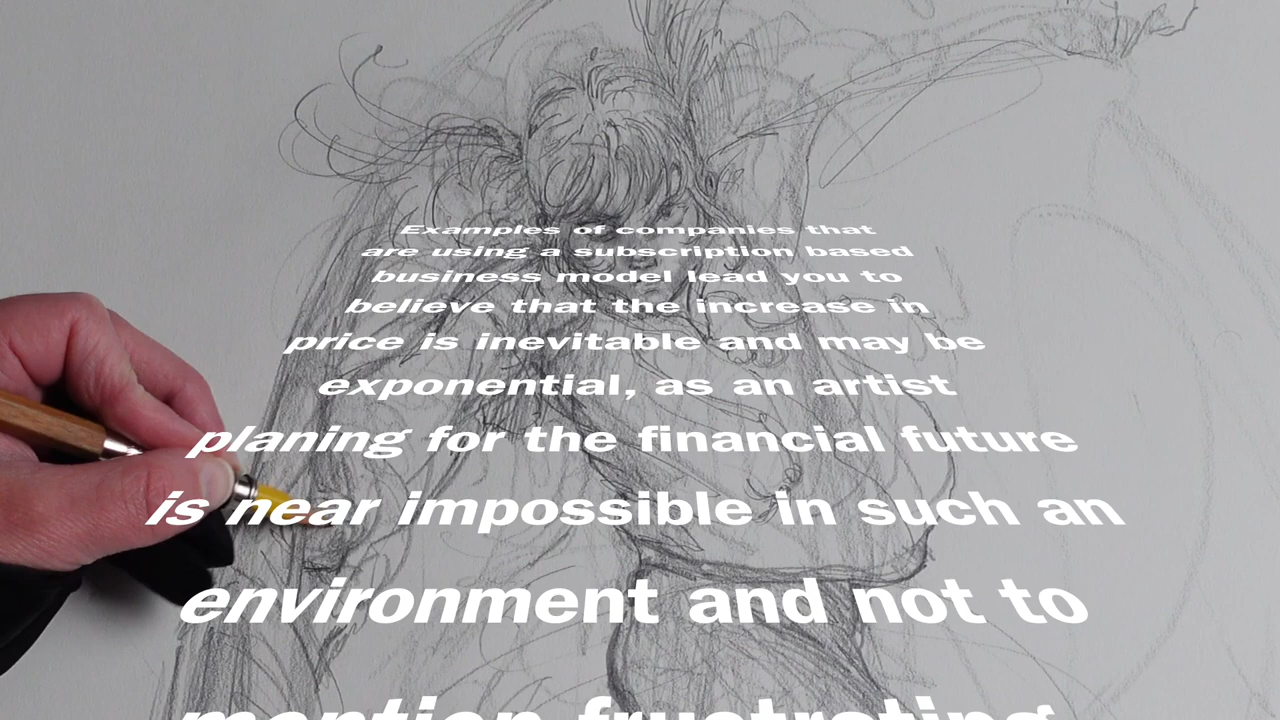 Examples of companies that
are using a subscription based
business model lead you to
believe that the increase in
price is inevitable and may be
exponential, as an artist
planing for the financial future
is near impossible in such an
environment and not to
mention frustrating